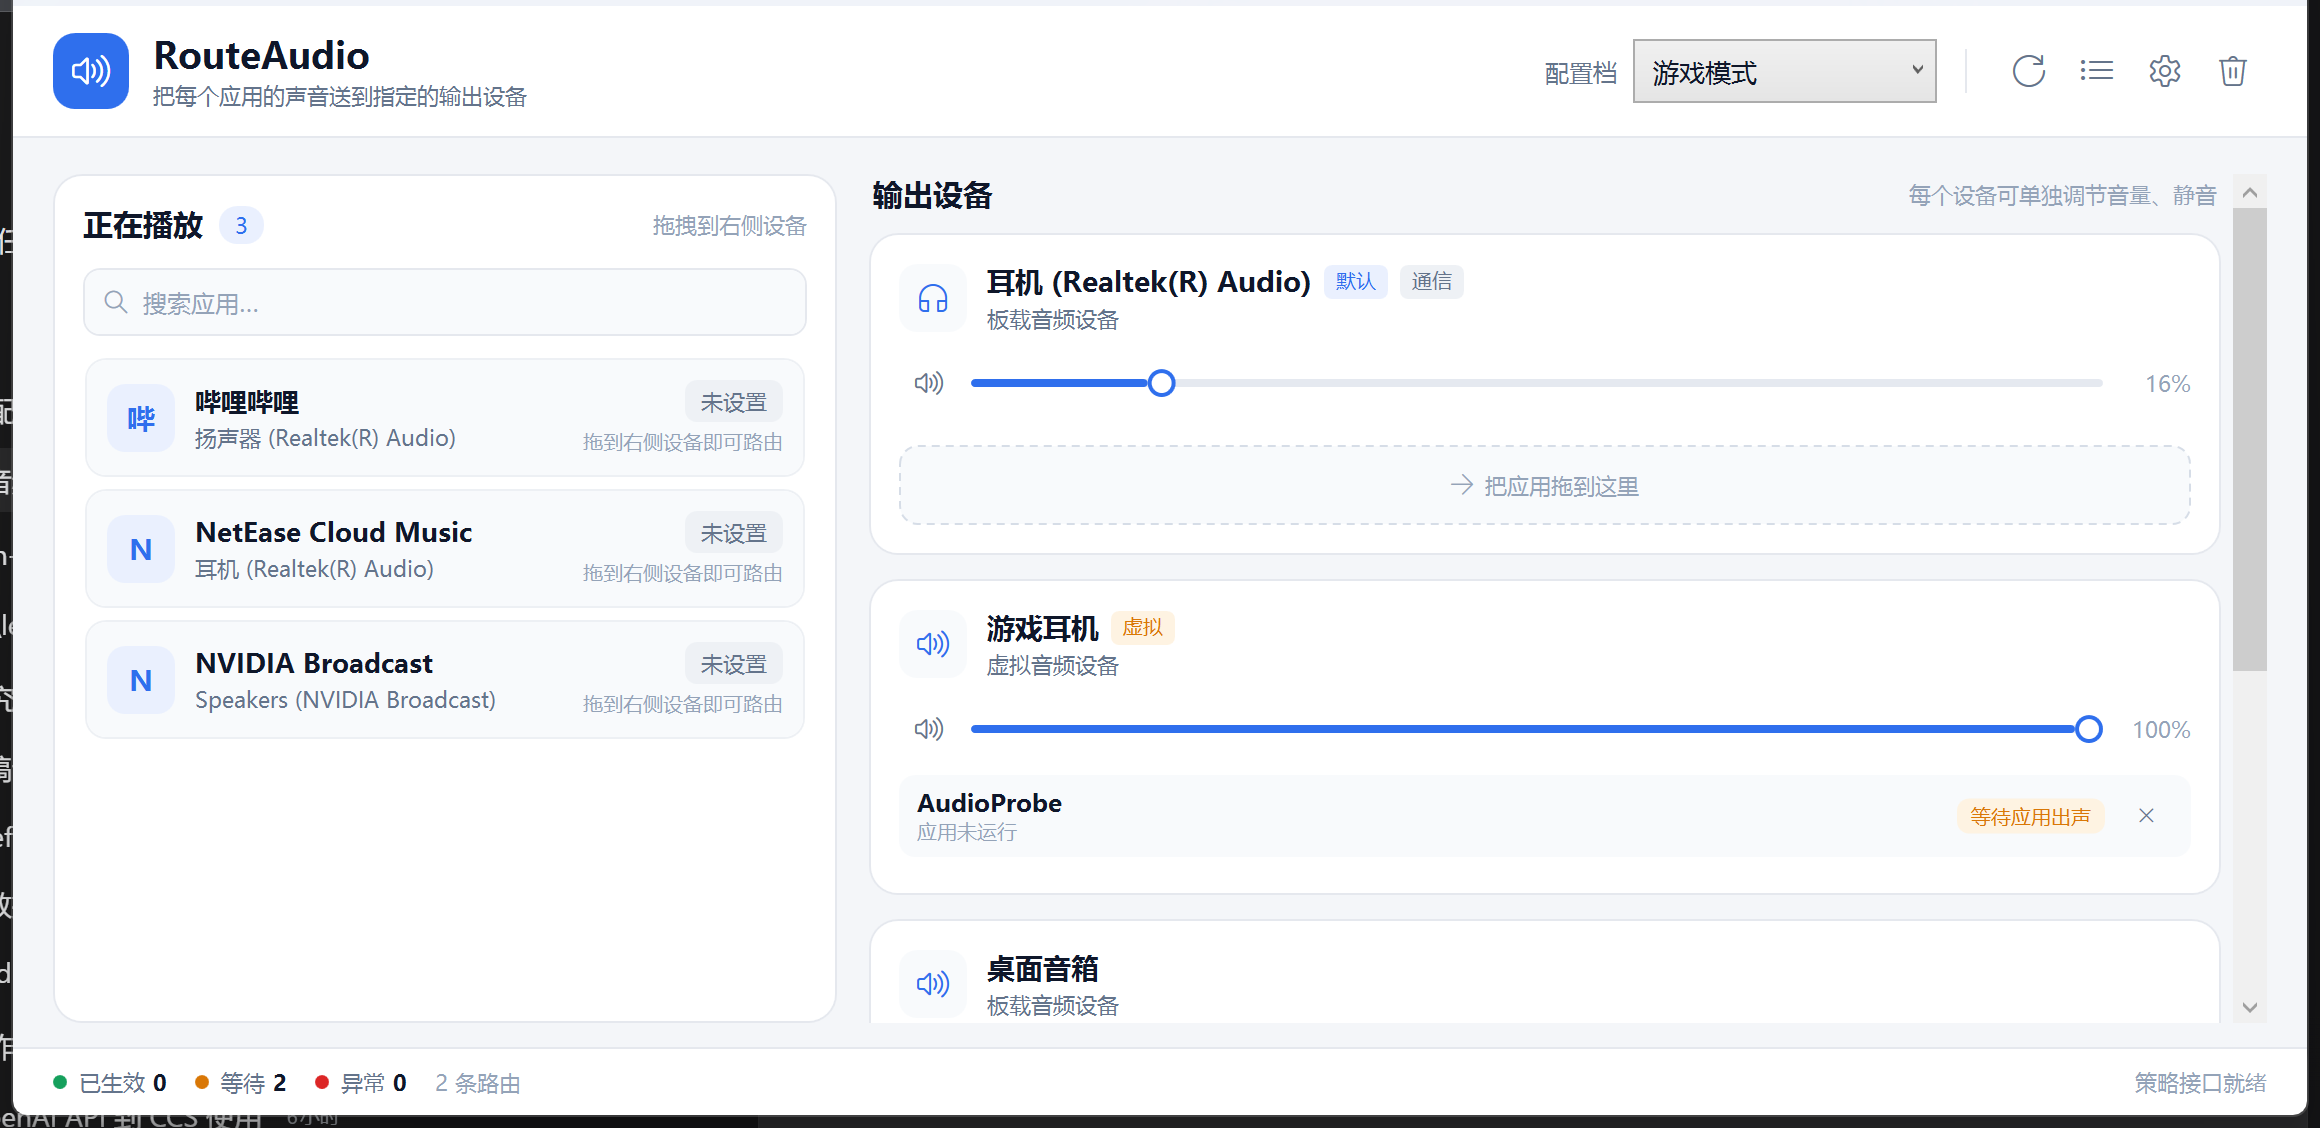 RouteAudio
把每个应用的声音送到指定的输出设备
配置档
游戏模式
正在播放 3
拖拽到右侧设备
搜索应用...
哔
哔哩哔哩
扬声器 (Realtek(R) Audio)
未设置
拖到右侧设备即可路由
N
NetEase Cloud Music
耳机 (Realtek(R) Audio)
未设置
拖到右侧设备即可路由
N
NVIDIA Broadcast
Speakers (NVIDIA Broadcast)
未设置
拖到右侧设备即可路由
输出设备
每个设备可单独调节音量、静音
耳机 (Realtek(R) Audio) 默认 通信
板载音频设备
16%
把应用拖到这里
游戏耳机 虚拟
虚拟音频设备
100%
AudioProbe
应用未运行
等待应用出声
桌面音箱
板载音频设备
已生效 0 等待 2 异常 0 2 条路由
策略接口就绪
enAI API 到 CCS 使用 6小时